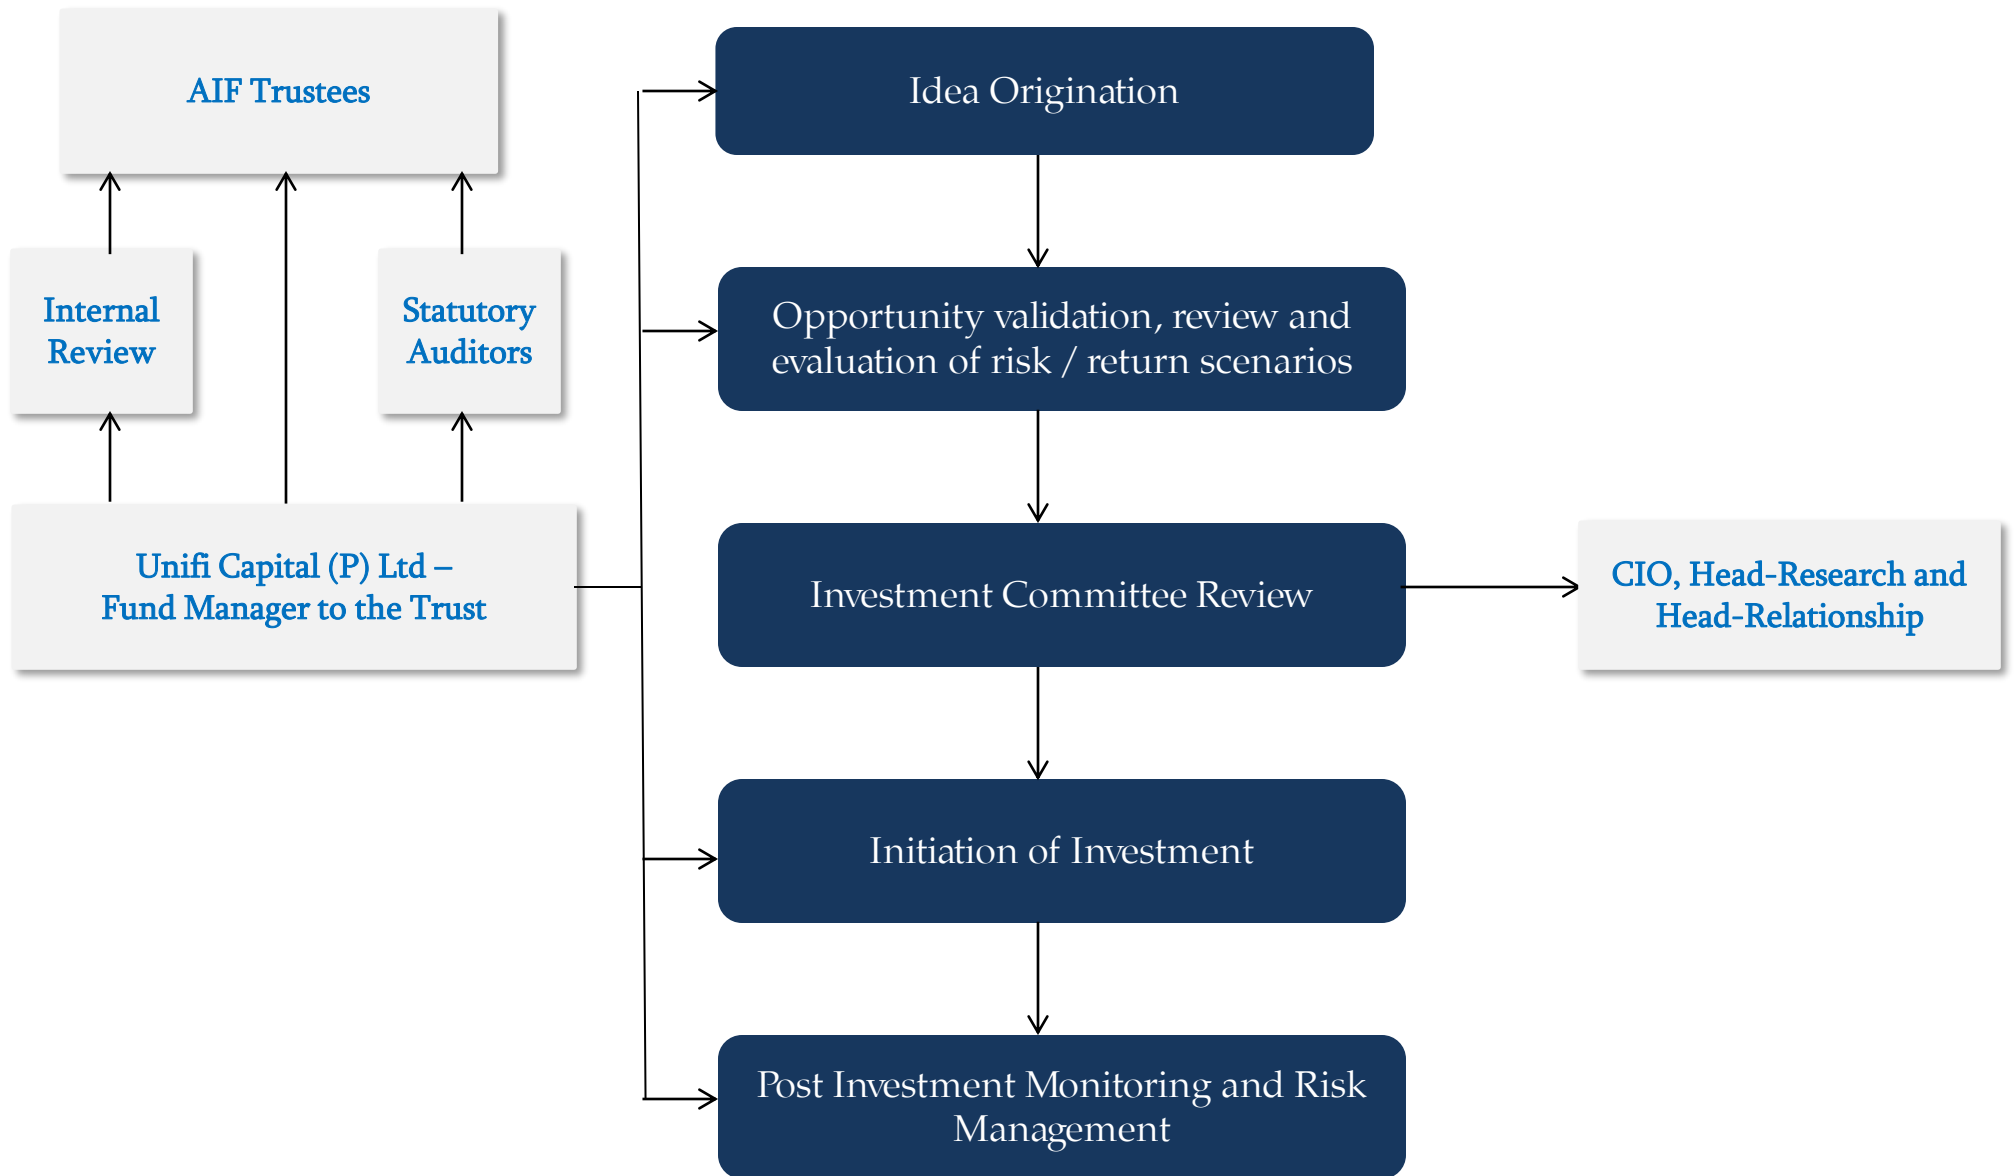 AIF Trustees
Internal
Review
Statutory
Auditors
Unifi Capital (P) Ltd –
Fund Manager to the Trust
Idea Origination
Opportunity validation, review and
evaluation of risk / return scenarios
Investment Committee Review
CIO, Head-Research and
Head-Relationship
Initiation of Investment
Post Investment Monitoring and Risk
Management